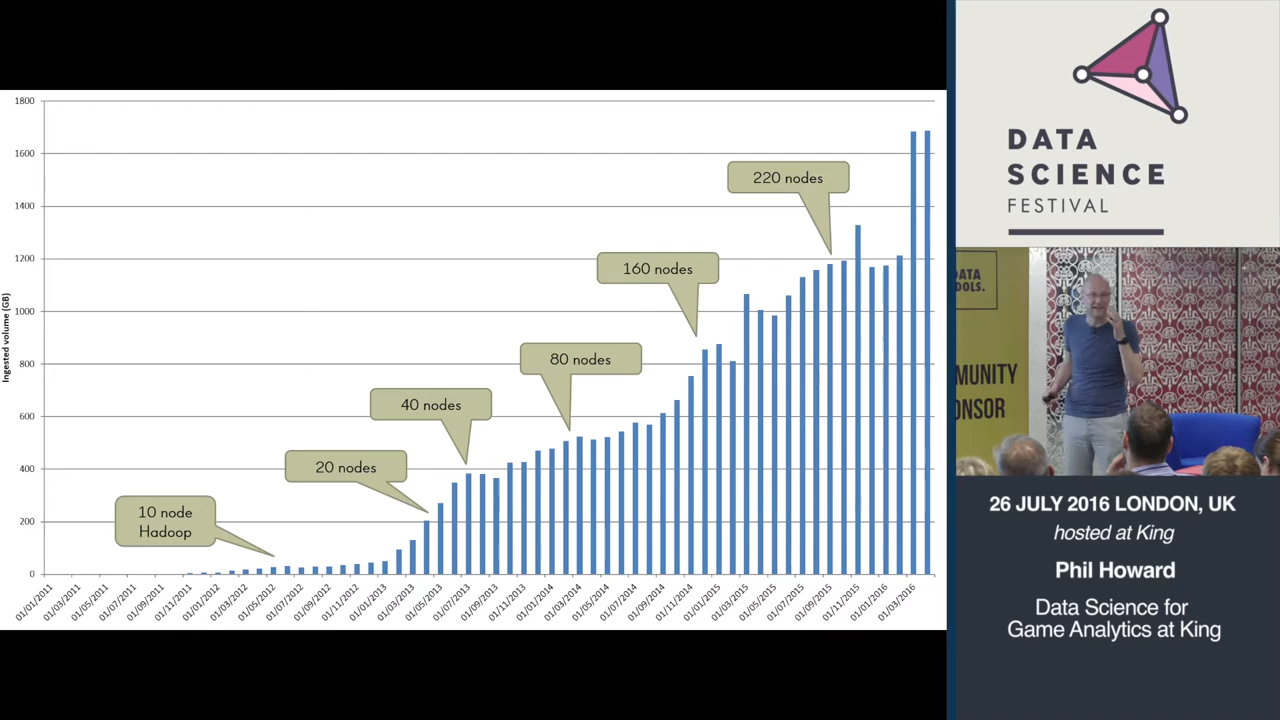 1800
1600
1400
1200
1000
800
600
400
200
0
Ingested volume (GB)
10 node
Hadoop
20 nodes
40 nodes
80 nodes
160 nodes
220 nodes
01/01/2011
01/03/2011
01/05/2011
01/07/2011
01/09/2011
01/11/2011
01/01/2012
01/03/2012
01/05/2012
01/07/2012
01/09/2012
01/11/2012
01/01/2013
01/03/2013
01/05/2013
01/07/2013
01/09/2013
01/11/2013
01/01/2014
01/03/2014
01/05/2014
01/07/2014
01/09/2014
01/11/2014
01/01/2015
01/03/2015
01/05/2015
01/07/2015
01/09/2015
01/11/2015
01/01/2016
01/03/2016
DATA
SCIENCE
FESTIVAL
DATA
OOLS.
MUNITY
ONSOR
26 JULY 2016 LONDON, UK
hosted at King
Phil Howard
Data Science for
Game Analytics at King